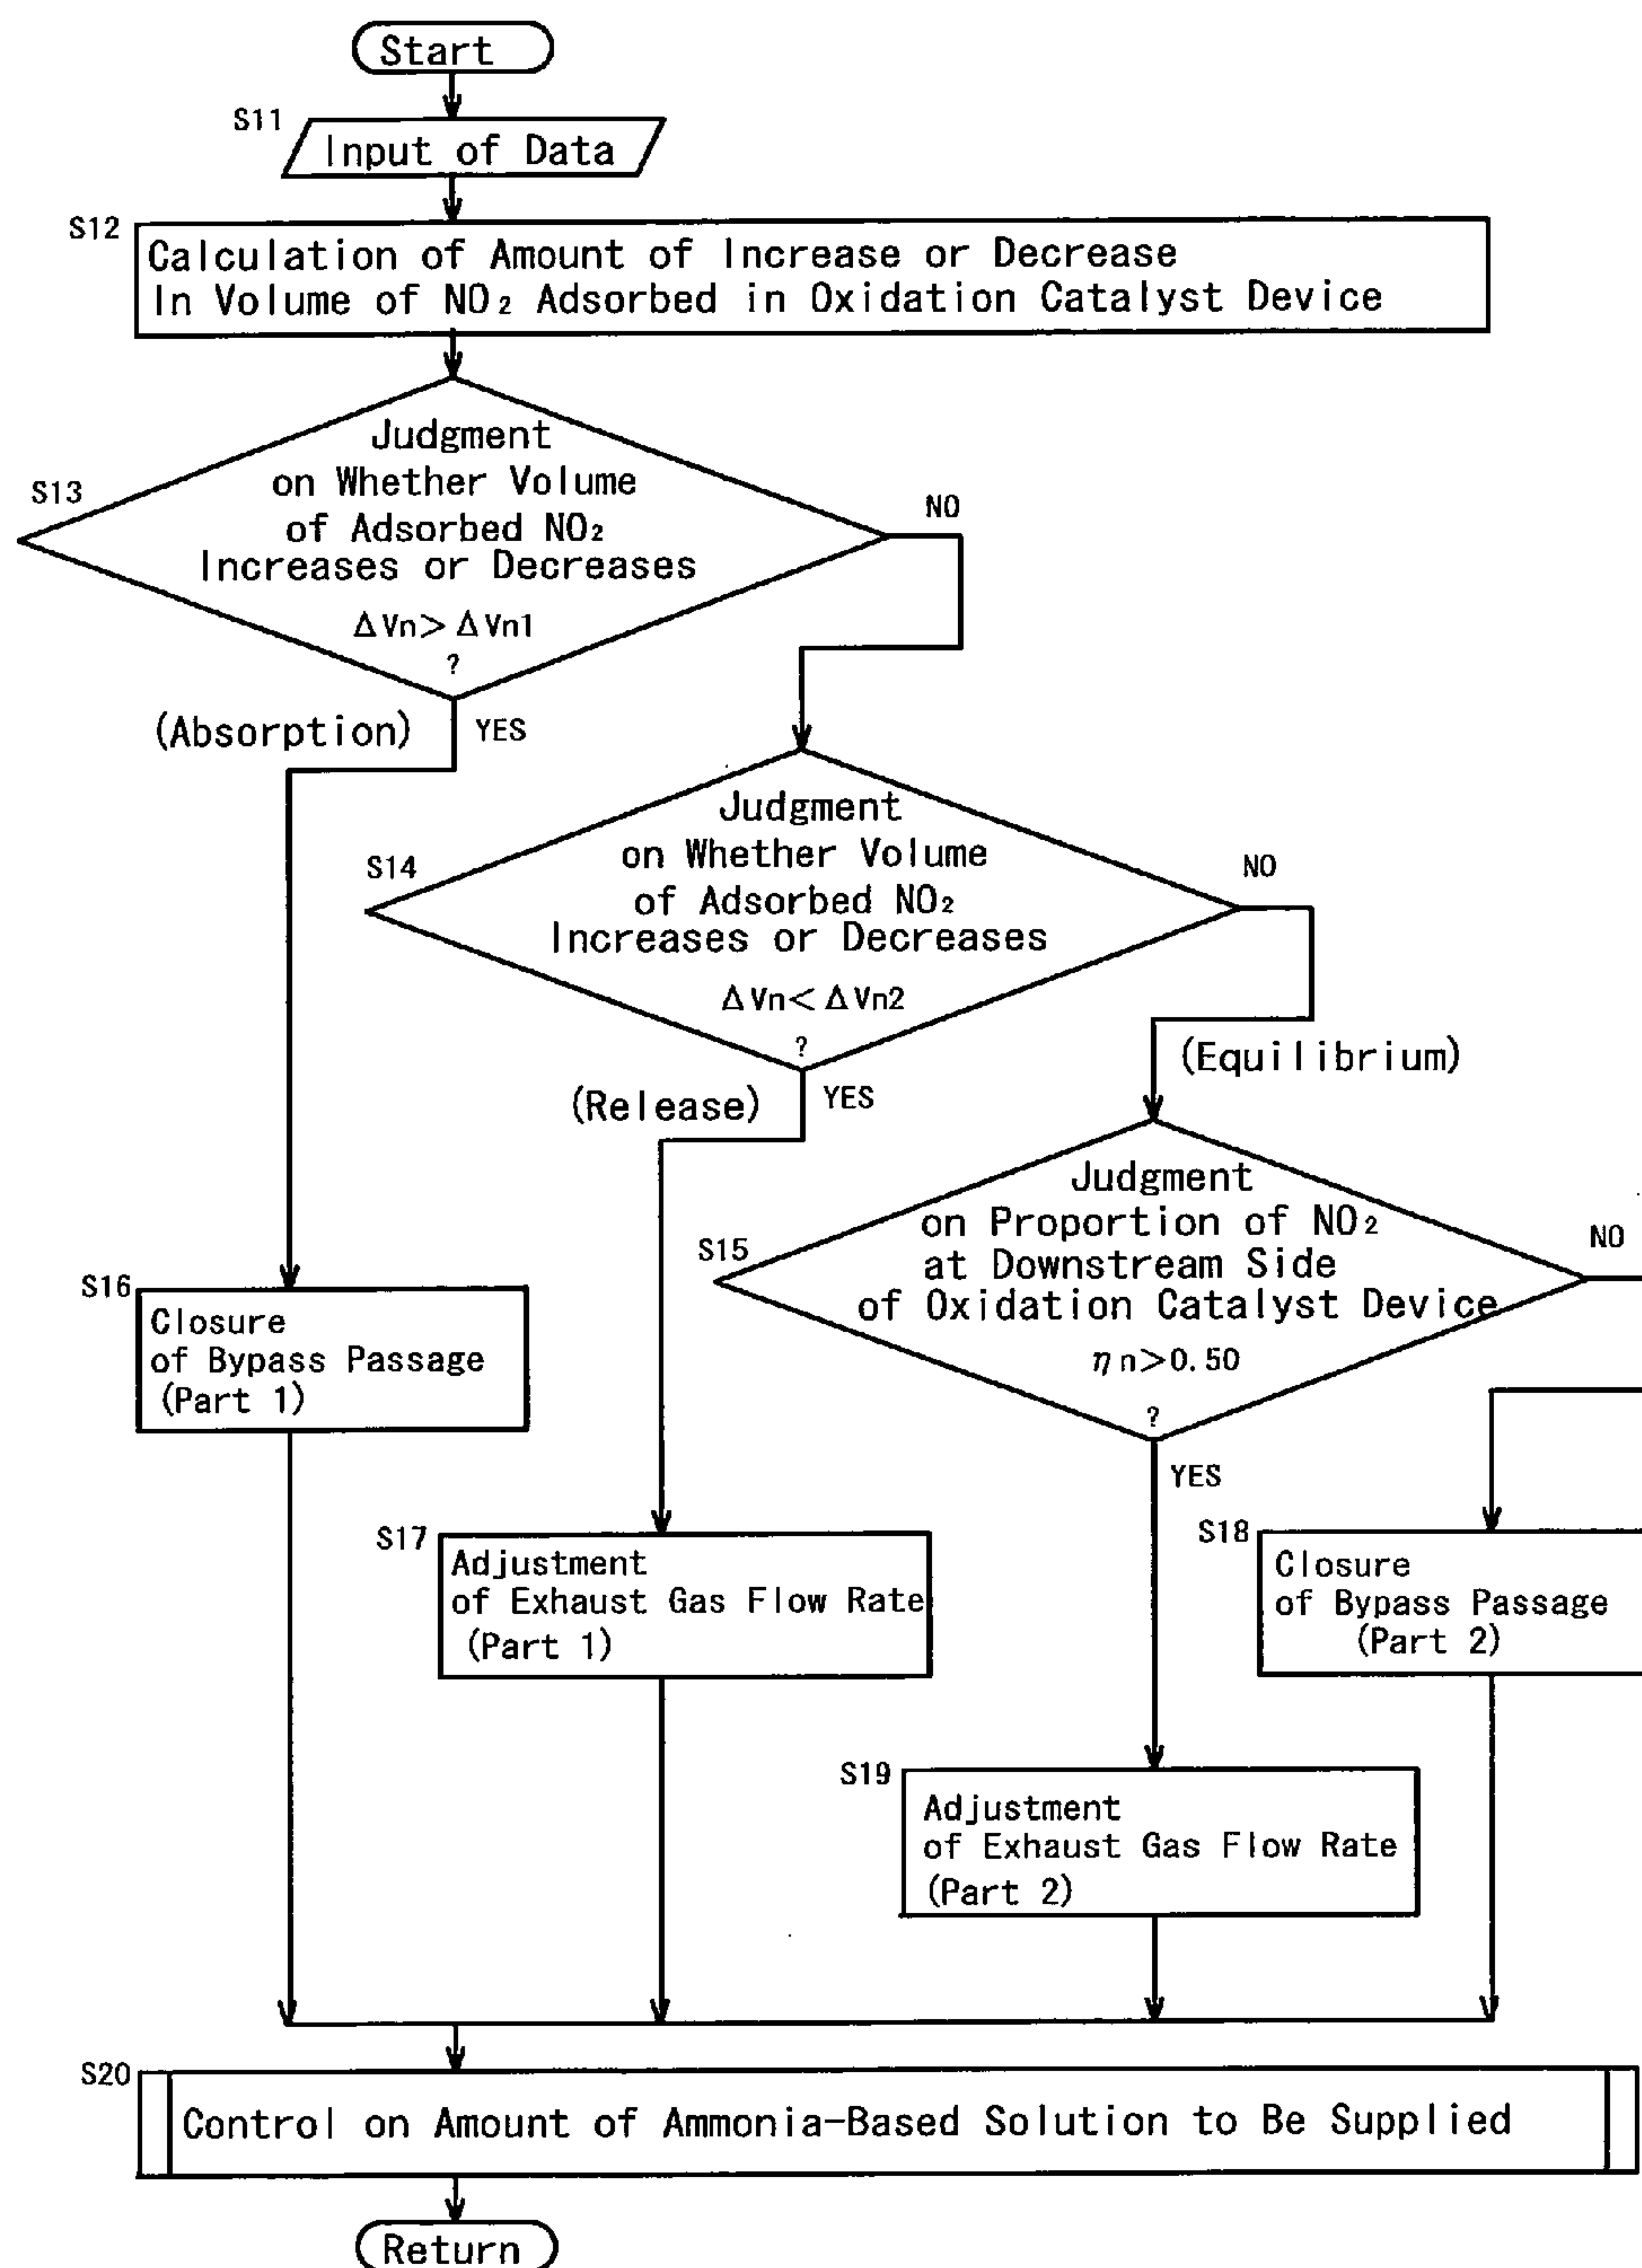 Start
S11
Input of Data
S12
Calculation of Amount of Increase or Decrease
In Volume of NO₂ Adsorbed in Oxidation Catalyst Device
S13
Judgment
on Whether Volume
of Adsorbed NO₂
Increases or Decreases
ΔVn>ΔVn1
?
NO
(Absorption)
YES
S14
Judgment
on Whether Volume
of Adsorbed NO₂
Increases or Decreases
ΔVn<ΔVn2
?
NO
(Equilibrium)
(Release)
YES
S15
Judgment
on Proportion of NO₂
at Downstream Side
of Oxidation Catalyst Device
ηn>0.50
?
NO
YES
S16
Closure
of Bypass Passage
(Part 1)
S17
Adjustment
of Exhaust Gas Flow Rate
(Part 1)
S18
Closure
of Bypass Passage
(Part 2)
S19
Adjustment
of Exhaust Gas Flow Rate
(Part 2)
S20
Control on Amount of Ammonia-Based Solution to Be Supplied
Return